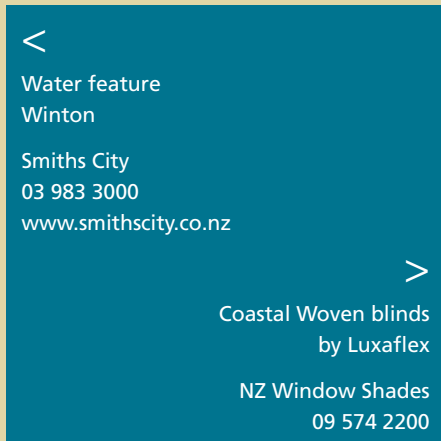 <
Water feature
Winton
Smiths City
03 983 3000
www.smithscity.co.nz
>
Coastal Woven blinds
by Luxaflex
NZ Window Shades
09 574 2200